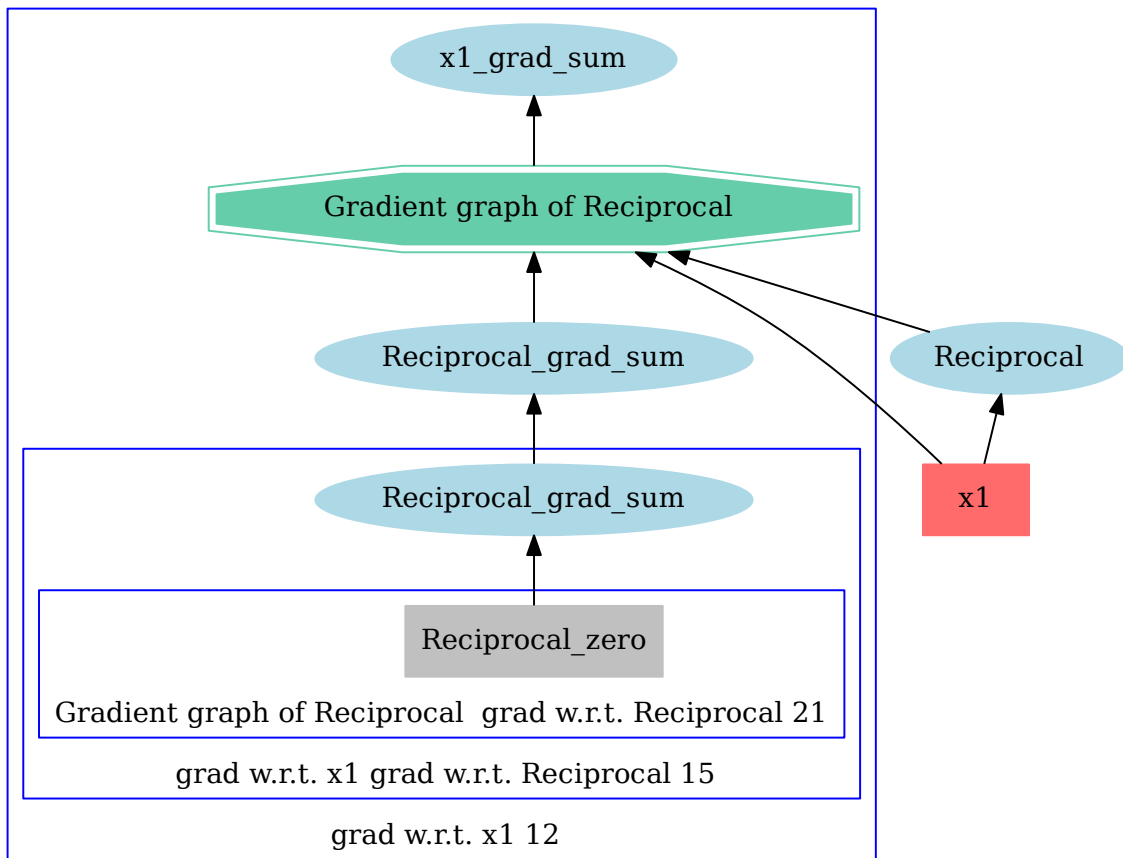 x1_grad_sum
Gradient graph of Reciprocal
Reciprocal_grad_sum
Reciprocal
Reciprocal_grad_sum
x1
Reciprocal_zero
Gradient graph of Reciprocal  grad w.r.t. Reciprocal 21
grad w.r.t. x1 grad w.r.t. Reciprocal 15
grad w.r.t. x1 12